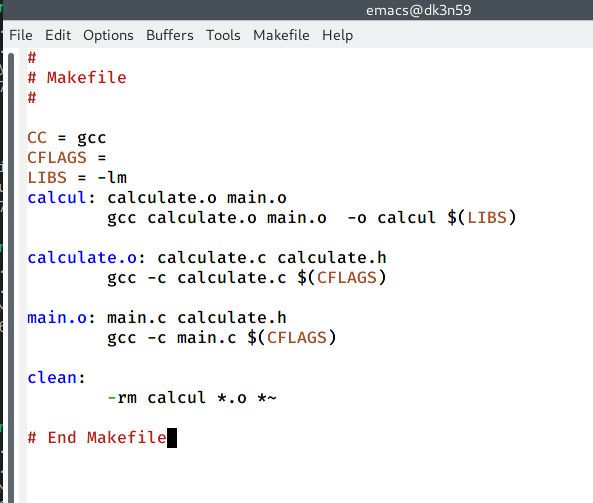 emacs@dk3n59
File Edit Options Buffers Tools Makefile Help
#
# Makefile
#
CC = gcc
CFLAGS =
LIBS = -lm
calcul: calculate.o main.o
        gcc calculate.o main.o  -o calcul $(LIBS)
calculate.o: calculate.c calculate.h
        gcc -c calculate.c $(CFLAGS)
main.o: main.c calculate.h
        gcc -c main.c $(CFLAGS)
clean:
        -rm calcul *.o *~
# End Makefile